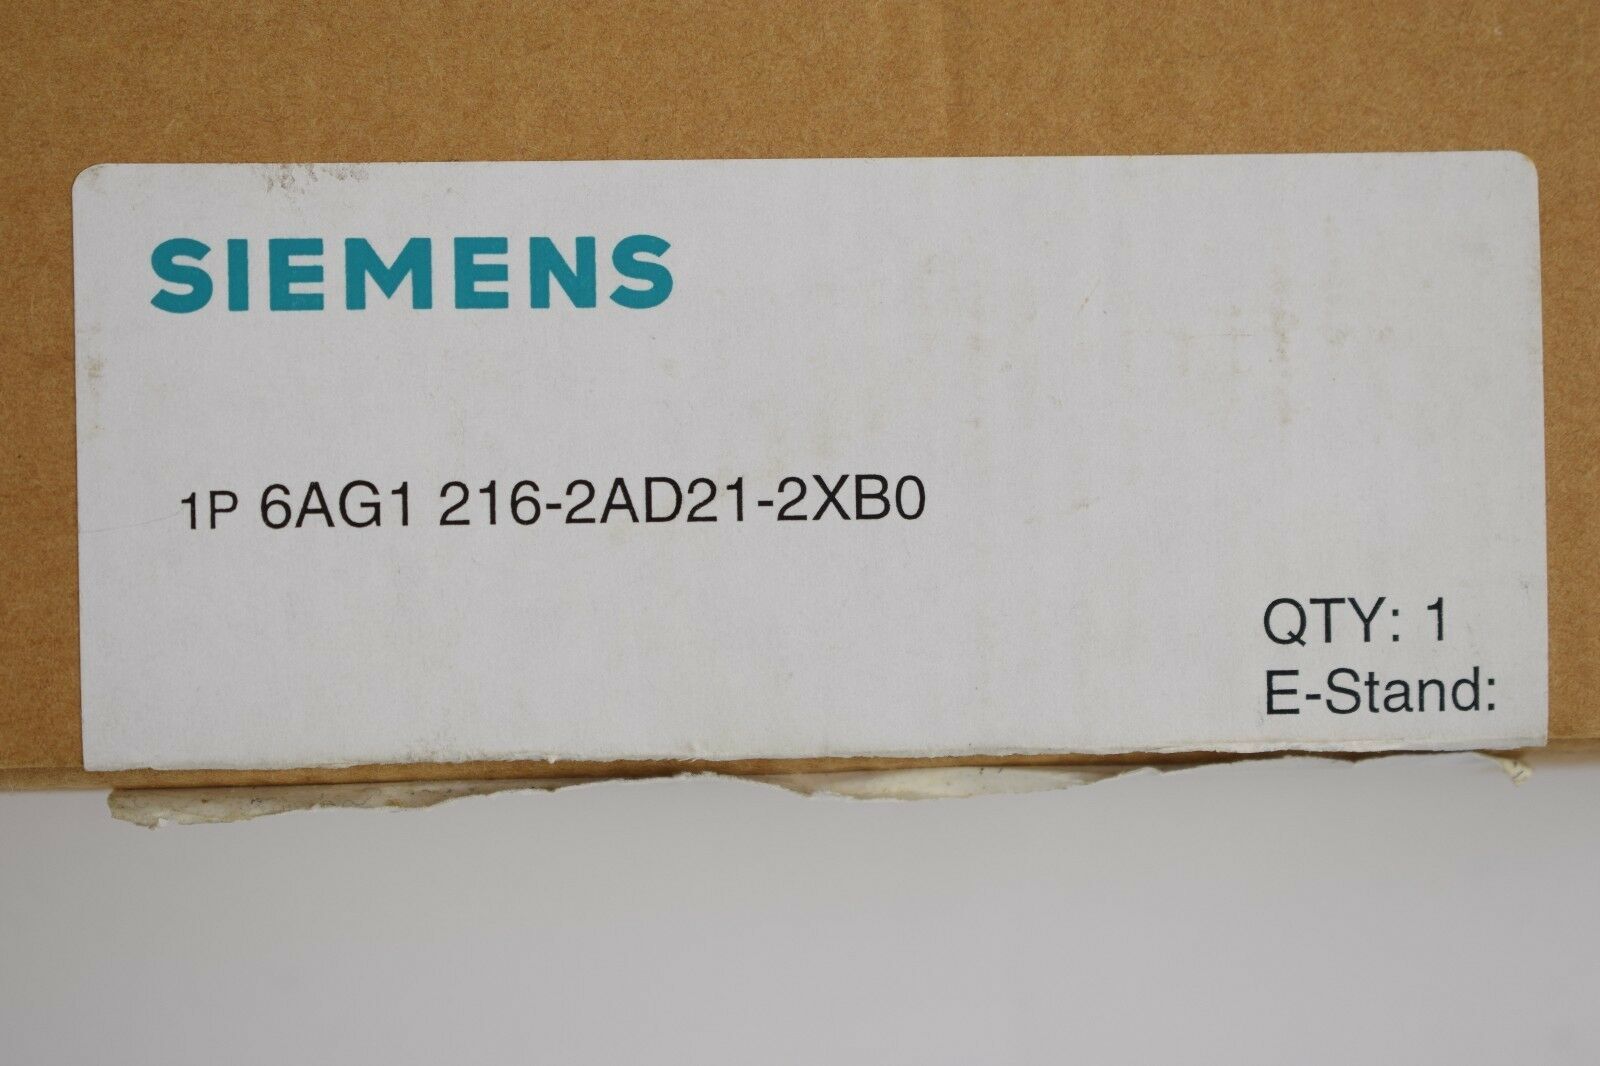 SIEMENS
1P 6AG1 216-2AD21-2XB0
QTY: 1
E-Stand: